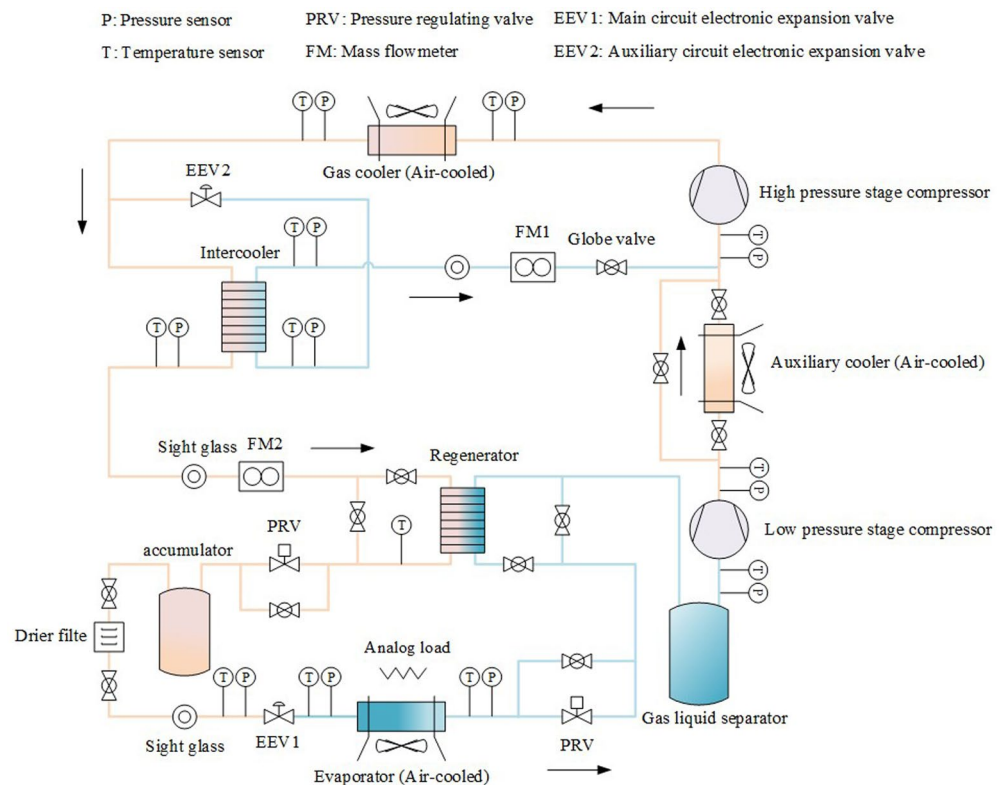 P: Pressure sensor
PRV: Pressure regulating valve
EEV1: Main circuit electronic expansion valve
T: Temperature sensor
FM: Mass flowmeter
EEV2: Auxiliary circuit electronic expansion valve
T P
T P
Gas cooler (Air-cooled)
EEV2
High pressure stage compressor
T
P
Intercooler
T P
FM1
Globe valve
T P
T P
Auxiliary cooler (Air-cooled)
Sight glass
FM2
Regenerator
T
P
PRV
T
Low pressure stage compressor
accumulator
T
P
Drier filte
Analog load
T P
T P
T P
Gas liquid separator
Sight glass
EEV1
PRV
Evaporator (Air-cooled)